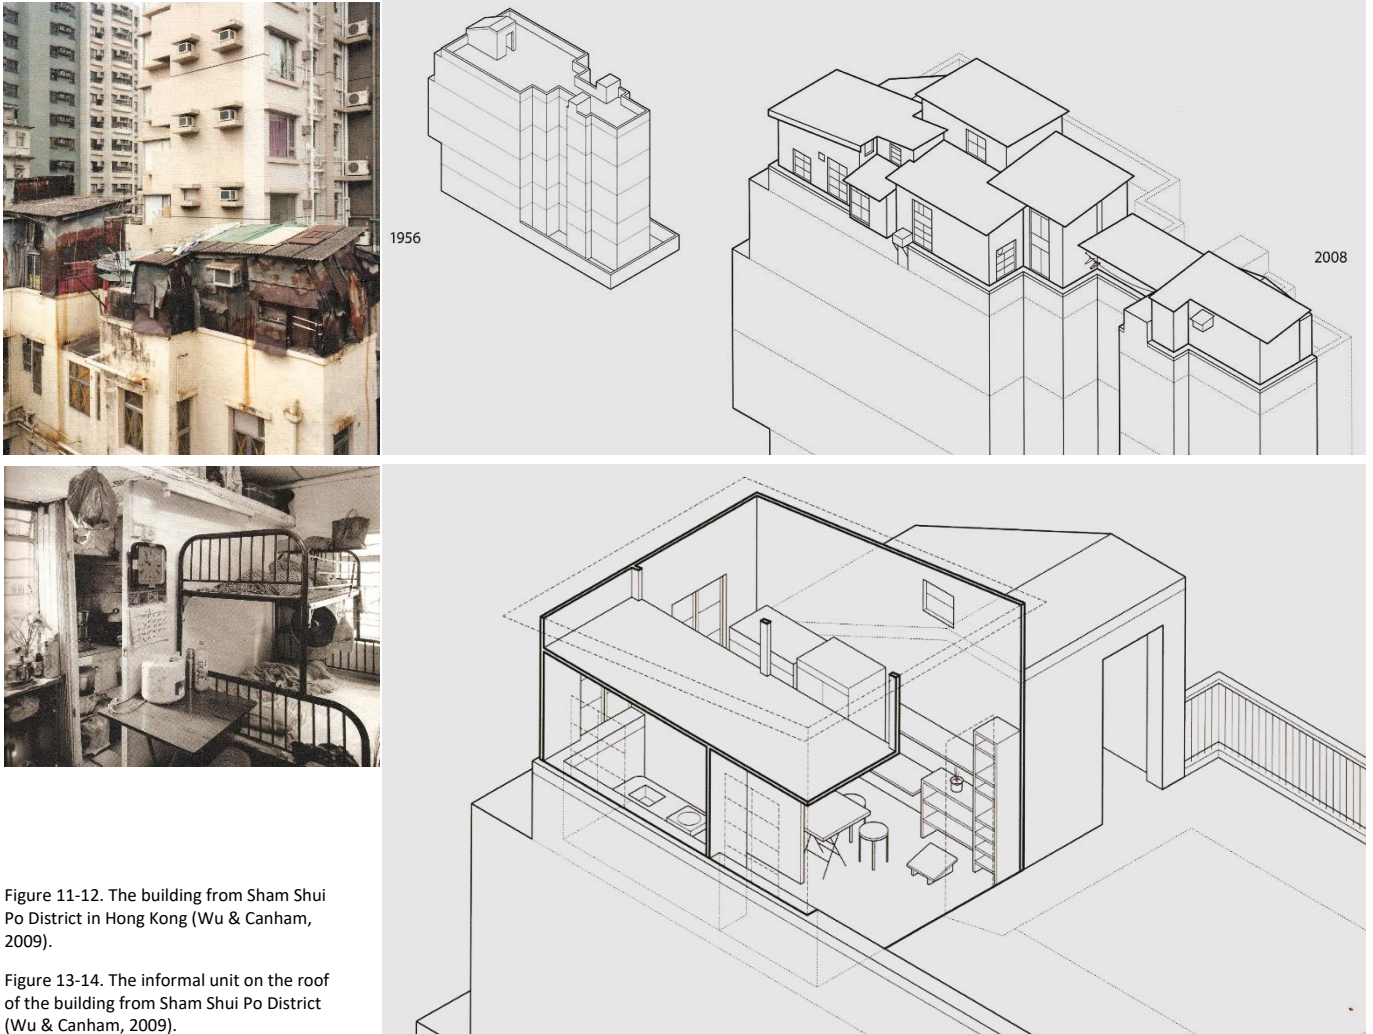 1956
2008
Figure 11-12. The building from Sham Shui
Po District in Hong Kong (Wu & Canham,
2009).
Figure 13-14. The informal unit on the roof
of the building from Sham Shui Po District
(Wu & Canham, 2009).